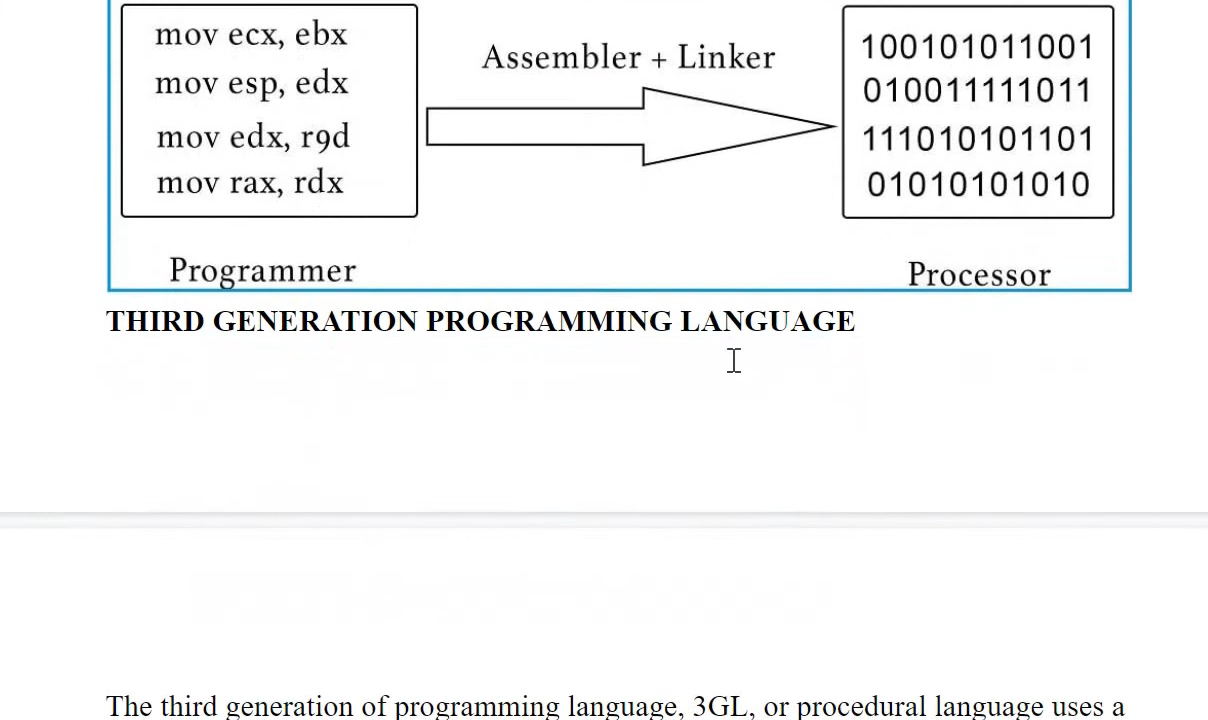 mov ecx, ebx
mov esp, edx
mov edx, r9d
mov rax, rdx
Programmer
Assembler + Linker
100101011001
010011111011
111010101101
01010101010
Processor
THIRD GENERATION PROGRAMMING LANGUAGE
The third generation of programming language, 3GL, or procedural language uses a